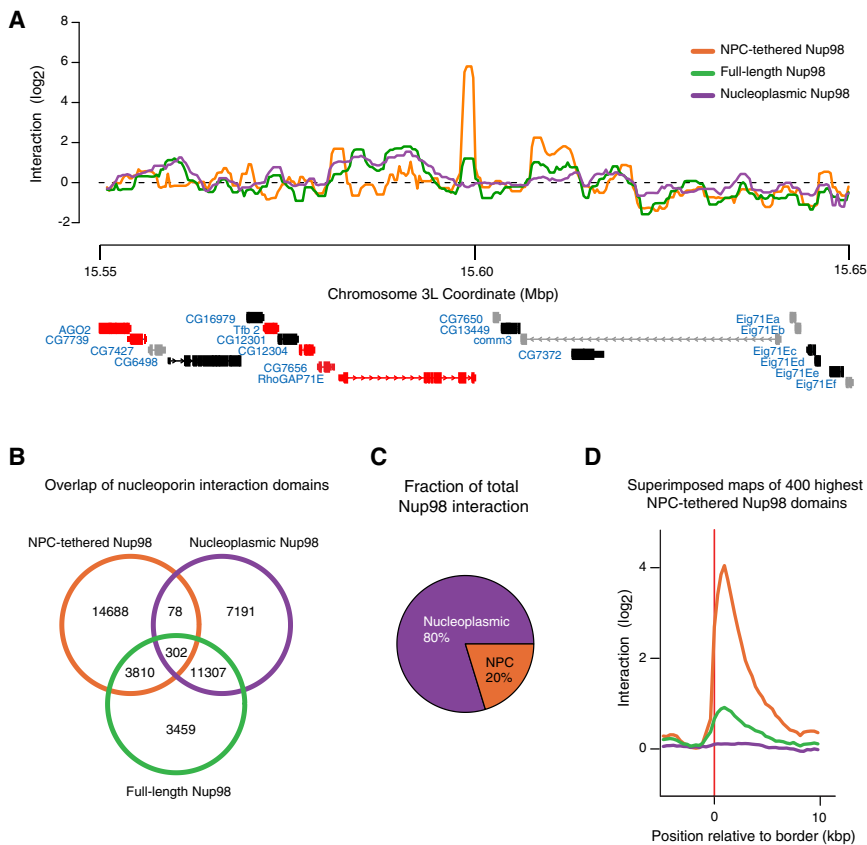 A
8
6
4
2
0
-2
Interaction (log2)
NPC-tethered Nup98
Full-length Nup98
Nucleoplasmic Nup98
15.55
15.60
15.65
Chromosome 3L Coordinate (Mbp)
CG16979
CG7650
Eig71Ea
AGO2
Tfb 2
CG13449
Eig71Eb
CG7739
CG12301
comm3
CG7427
CG12304
CG7372
Eig71Ec
CG6498
Eig71Ed
CG7656
Eig71Ee
RhoGAP71E
Eig71Ef
B
Overlap of nucleoporin interaction domains
NPC-tethered Nup98
Nucleoplasmic Nup98
14688
78
7191
302
3810
11307
3459
Full-length Nup98
C
Fraction of total
Nup98 interaction
Nucleoplasmic
80%
NPC
20%
D
Superimposed maps of 400 highest
NPC-tethered Nup98 domains
Interaction (log2)
4
2
0
0
10
Position relative to border (kbp)